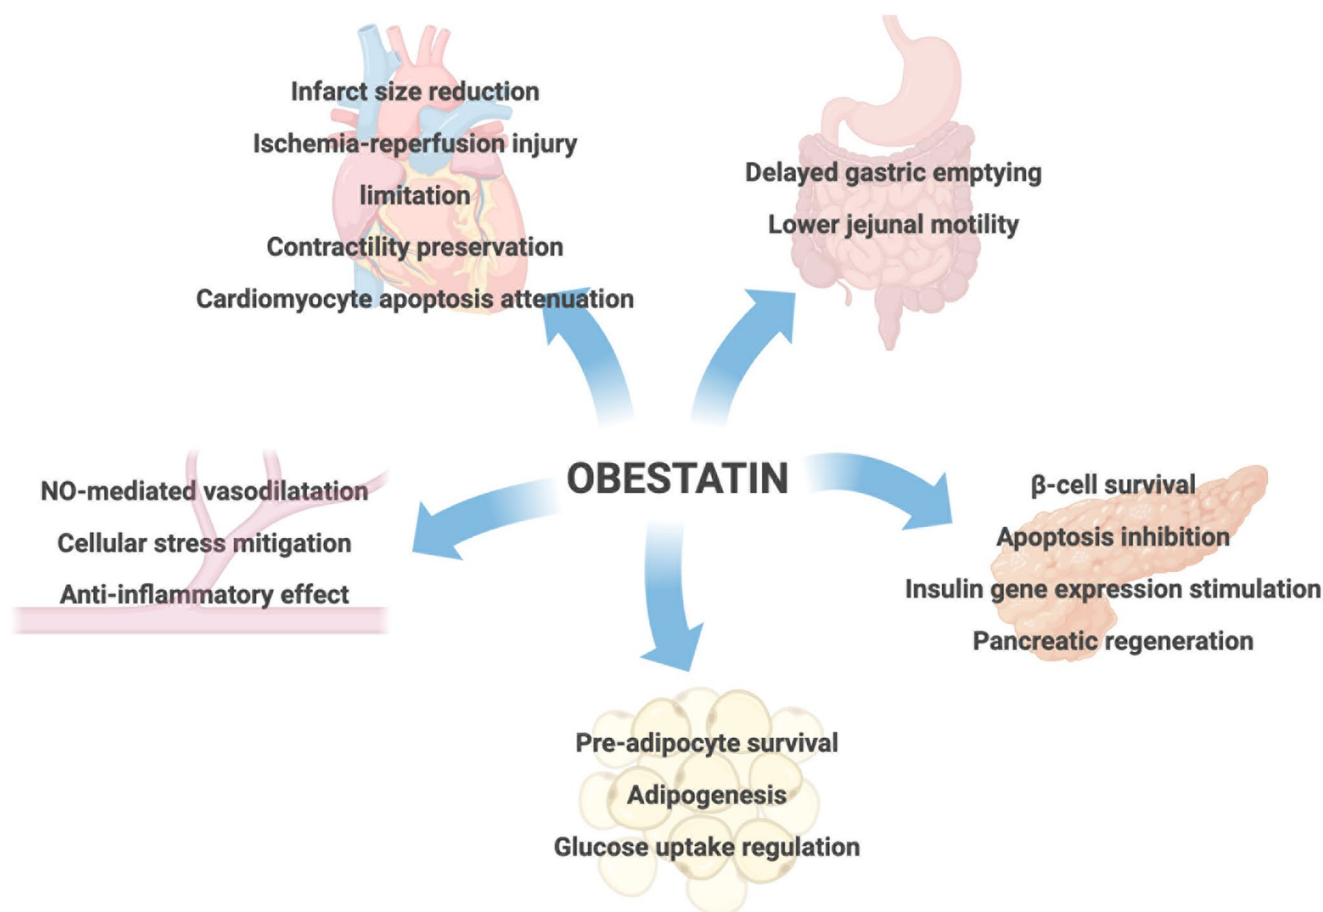 Infarct size reduction
Ischemia-reperfusion injury
limitation
Contractility preservation
Cardiomyocyte apoptosis attenuation
Delayed gastric emptying
Lower jejunal motility
OBESTATIN
NO-mediated vasodilatation
Cellular stress mitigation
Anti-inflammatory effect
β-cell survival
Apoptosis inhibition
Insulin gene expression stimulation
Pancreatic regeneration
Pre-adipocyte survival
Adipogenesis
Glucose uptake regulation